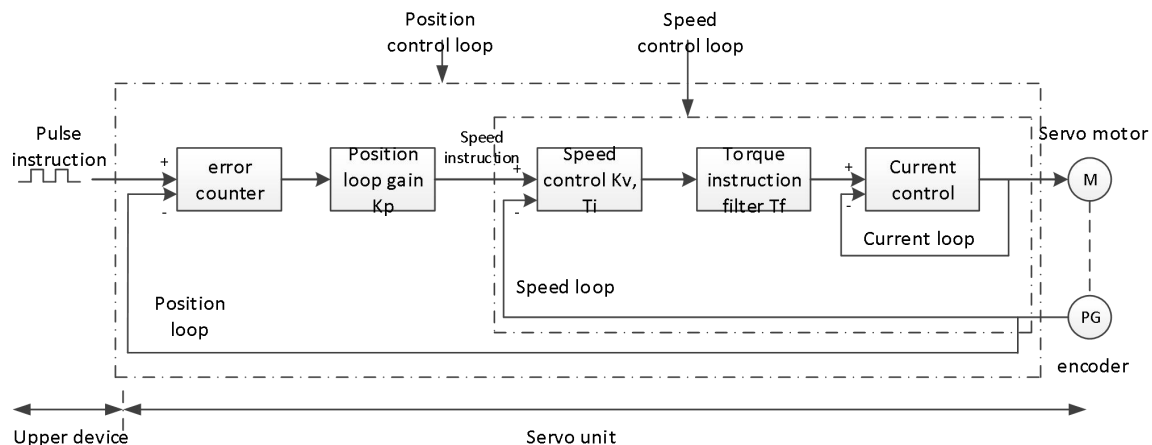 Position
control loop
Speed
control loop
Pulse
instruction
+
-
error
counter
Position
loop gain
Kp
Speed
instruction
+
-
Speed
control Kv,
Ti
Torque
instruction
filter Tf
+
-
Current
control
Servo motor
M
Current loop
Speed loop
Position
loop
PG
encoder
Upper device
Servo unit